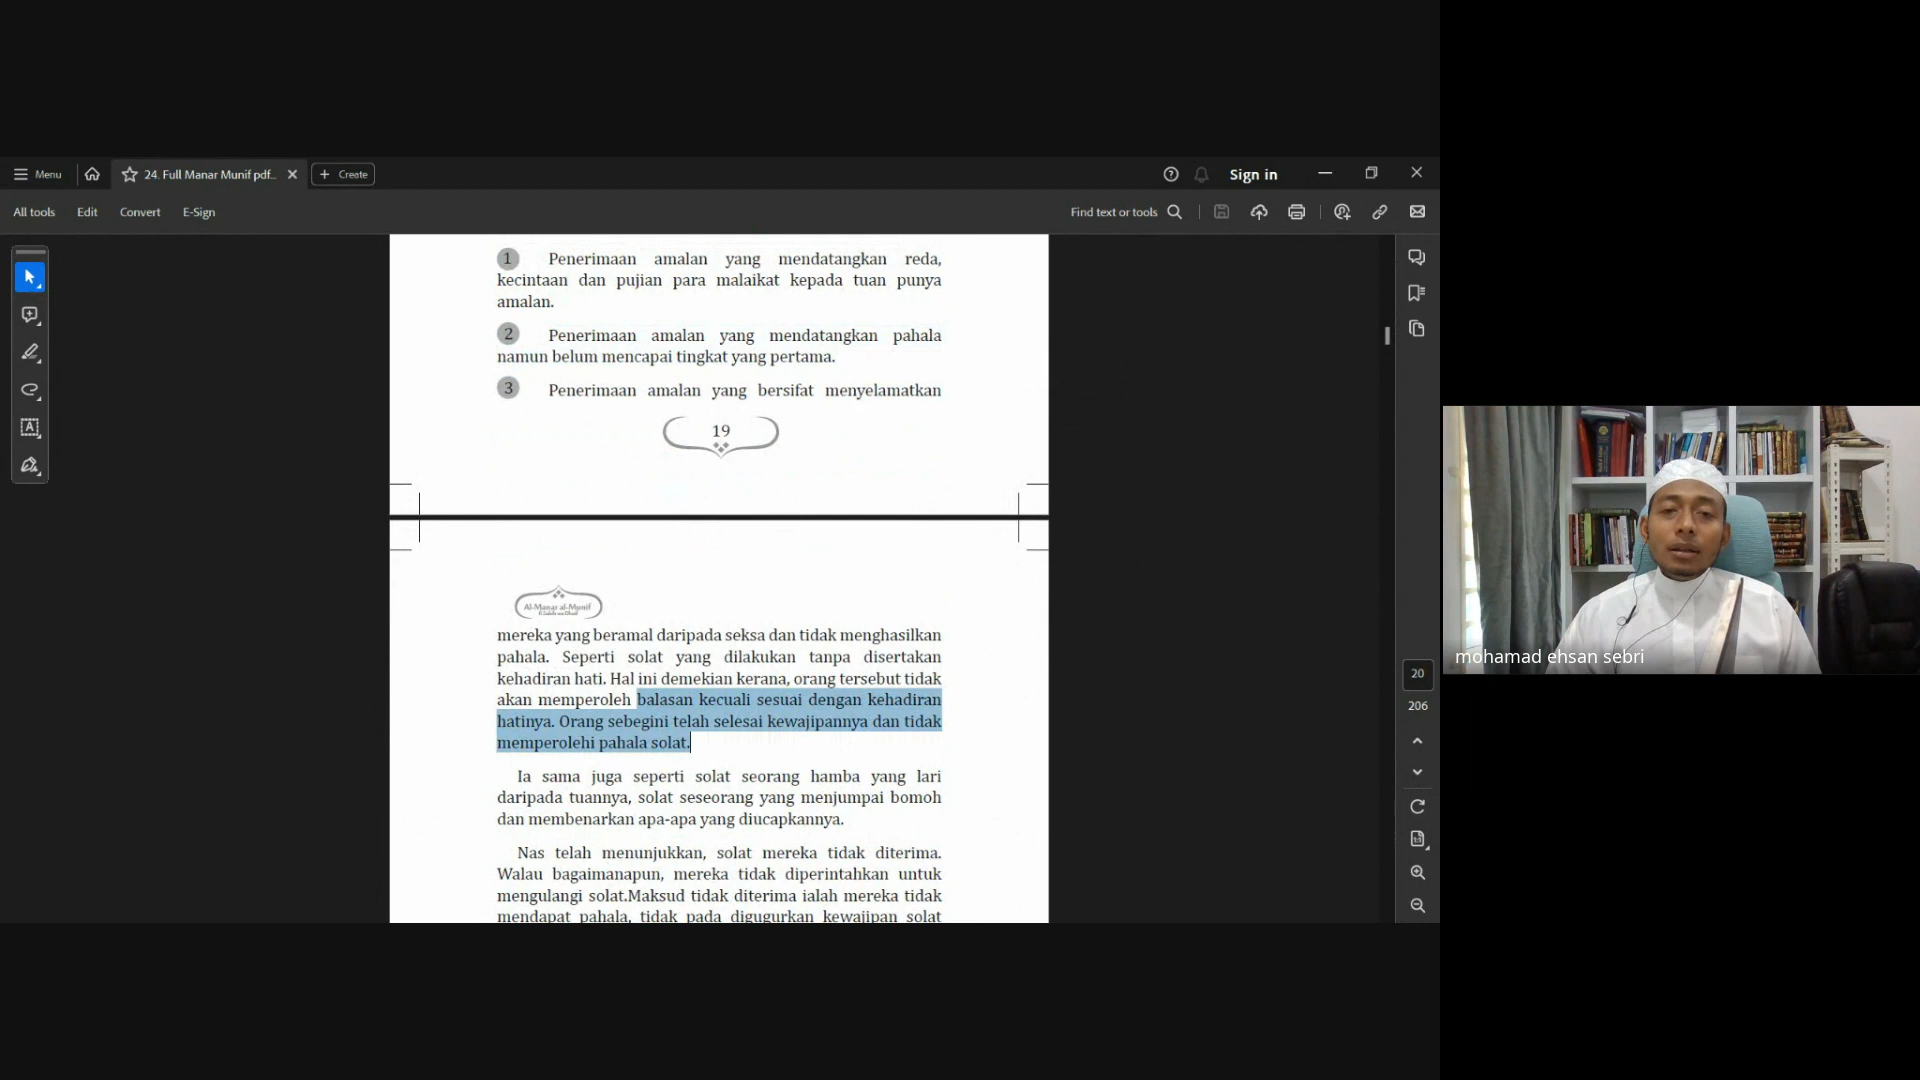 Menu
24. Full Manar Munif pdf...
Create
Sign in
All tools
Edit
Convert
E-Sign
Find text or tools
1 Penerimaan amalan yang mendatangkan reda,
kecintaan dan pujian para malaikat kepada tuan punya
amalan.
2 Penerimaan amalan yang mendatangkan pahala
namun belum mencapai tingkat yang pertama.
3 Penerimaan amalan yang bersifat menyelamatkan
19
Al-Manar al-Munif
mereka yang beramal daripada seksa dan tidak menghasilkan
pahala. Seperti solat yang dilakukan tanpa disertakan
kehadiran hati. Hal ini demekian kerana, orang tersebut tidak
akan memperoleh balasan kecuali sesuai dengan kehadiran
hatinya. Orang sebegini telah selesai kewajipannya dan tidak
memperolehi pahala solat.
Ia sama juga seperti solat seorang hamba yang lari
daripada tuannya, solat seseorang yang menjumpai bomoh
dan membenarkan apa-apa yang diucapkannya.
Nas telah menunjukkan, solat mereka tidak diterima.
Walau bagaimanapun, mereka tidak diperintahkan untuk
mengulangi solat.Maksud tidak diterima ialah mereka tidak
mendapat pahala, tidak pada digugurkan kewajipan solat
20
206
mohamad ehsan sebri